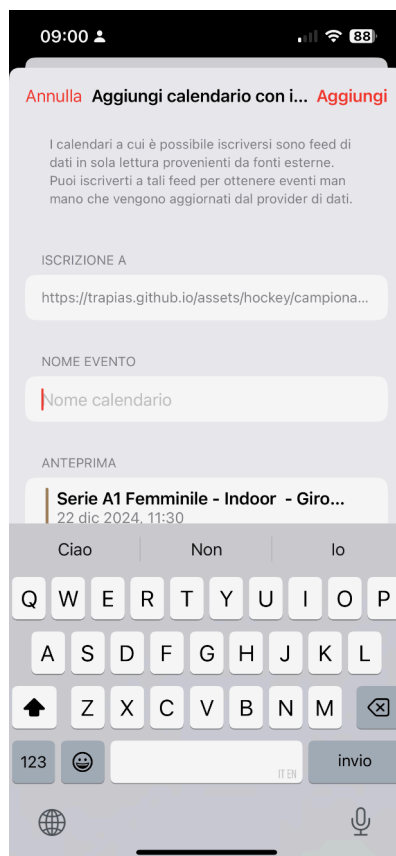 09:00
88
Annulla Aggiungi calendario con i... Aggiungi
I calendari a cui è possibile iscriversi sono feed di
dati in sola lettura provenienti da fonti esterne.
Puoi iscriverti a tali feed per ottenere eventi man
mano che vengono aggiornati dal provider di dati.
ISCRIZIONE A
https://trapias.github.io/assets/hockey/campiona...
NOME EVENTO
Nome calendario
ANTEPRIMA
Serie A1 Femminile - Indoor - Giro...
22 dic 2024, 11:30
Ciao Non Io
Q W E R T Y U I O P
A S D F G H J K L
Z X C V B N M
123 IT EN invio